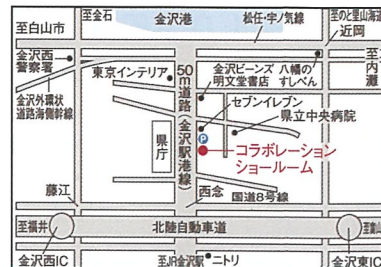 至金石
金沢港
松任・宇ノ気線
至のと里山海道
至白山市
近岡
金沢西
警察署
東京インテリア
50m道路(金沢駅港線)
金沢ビーンズ
明文堂書店
八幡の
すしべん
至内灘
金沢外環状
道路海側幹線
セブンイレブン
県立中央病院
県庁
P
コラボレーション
ショールーム
藤江
西念
国道8号線
至福井
北陸自動車道
至富山
金沢西IC
至JR金沢駅
ニトリ
金沢東IC